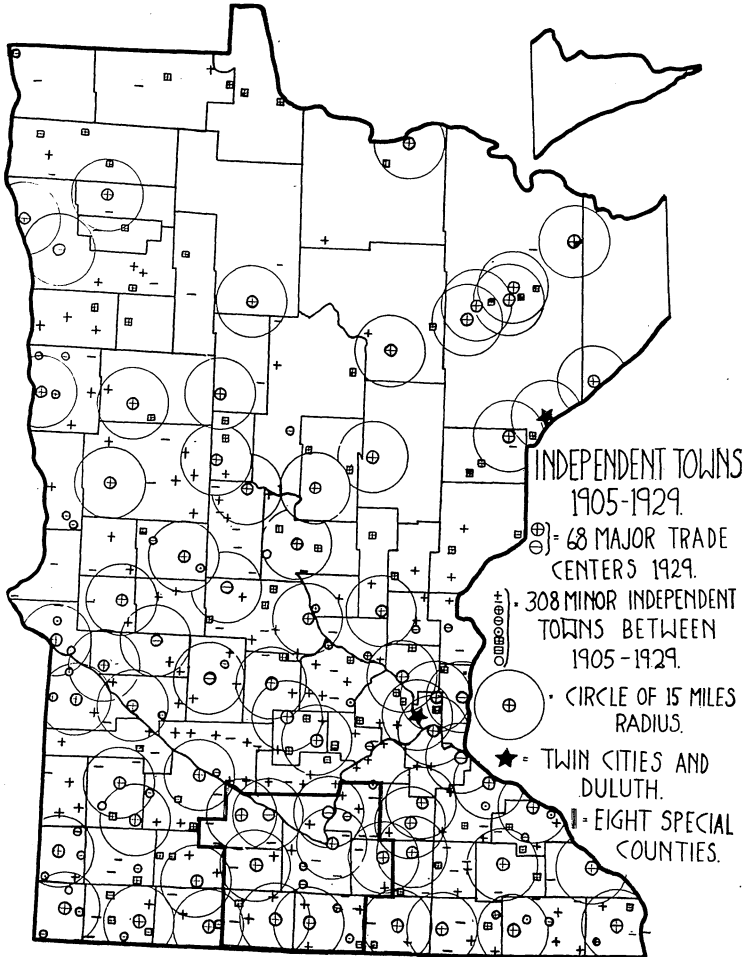 INDEPENDENT TOWNS
1905-1929.
= 68 MAJOR TRADE
CENTERS 1929.
= 308 MINOR INDEPENDENT
TOWNS BETWEEN
1905-1929.
= CIRCLE OF 15 MILES
RADIUS.
★ = TWIN CITIES AND
DULUTH.
= EIGHT SPECIAL
COUNTIES.